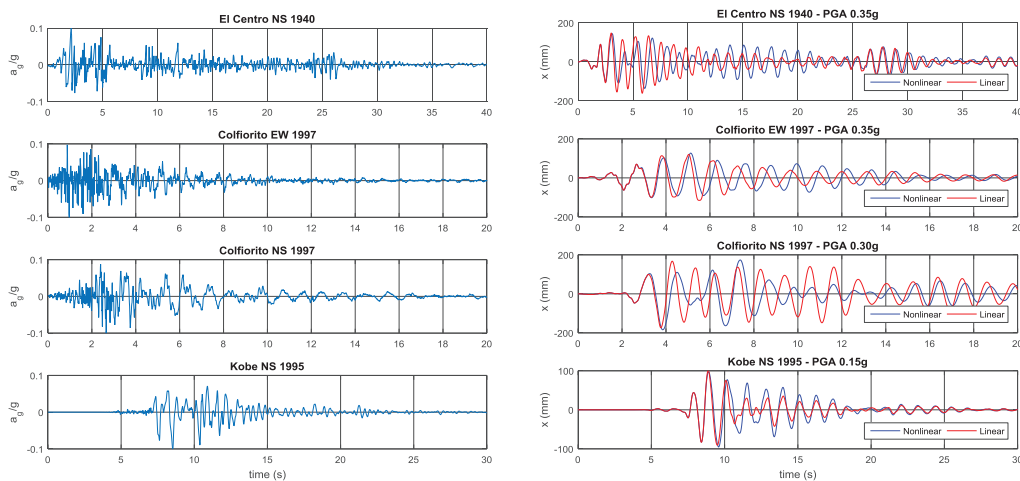 El Centro NS 1940
0.1
-0.1
a_g/g
0 5 10 15 20 25 30 35 40
Colfiorito EW 1997
0.1
-0.1
a_g/g
0 2 4 6 8 10 12 14 16 18 20
Colfiorito NS 1997
0.1
-0.1
a_g/g
0 2 4 6 8 10 12 14 16 18 20
Kobe NS 1995
0.1
0
-0.1
a_g/g
0 5 10 15 20 25 30
time (s)
El Centro NS 1940 - PGA 0.35g
200
0
-200
x (mm)
Nonlinear Linear
0 5 10 15 20 25 30 35 40
Colfiorito EW 1997 - PGA 0.35g
200
0
-200
x (mm)
Nonlinear Linear
0 2 4 6 8 10 12 14 16 18 20
Colfiorito NS 1997 - PGA 0.30g
200
0
-200
x (mm)
Nonlinear Linear
0 2 4 6 8 10 12 14 16 18 20
Kobe NS 1995 - PGA 0.15g
100
0
-100
x (mm)
Nonlinear Linear
0 5 10 15 20 25 30
time (s)